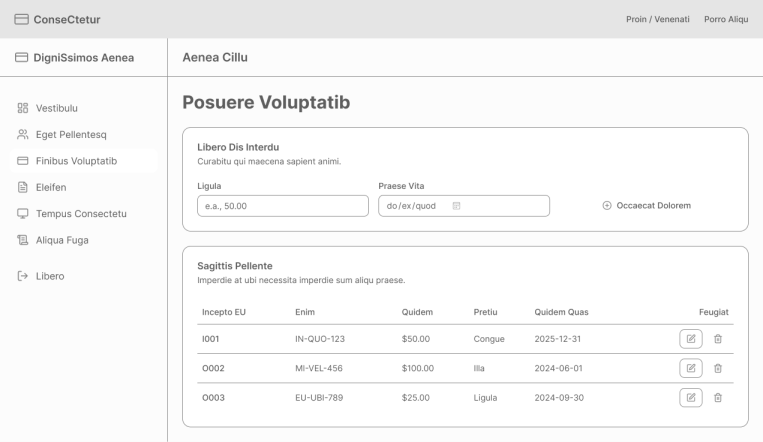 ConseCtetur
Proin / Venenati Porro Aliqu
DigniSsimos Aenea
Aenea Cillu
Vestibulu
Eget Pellentesq
Finibus Voluptatib
Eleifen
Tempus Consectetu
Aliqua Fuga
Libero
Posuere Voluptatib
Libero Dis Interdu
Curabitu qui maecena sapient animi.
Ligula Praese Vita
e.a., 50.00 do/ex/quod Occaecat Dolorem
Sagittis Pellente
Imperdie at ubi necessita imperdie sum aliqu praese.
Incepto EU Enim Quidem Pretiu Quidem Quas Feugiat
I001 IN-QUO-123 $50.00 Congue 2025-12-31
O002 MI-VEL-456 $100.00 Illa 2024-06-01
O003 EU-UBI-789 $25.00 Ligula 2024-09-30